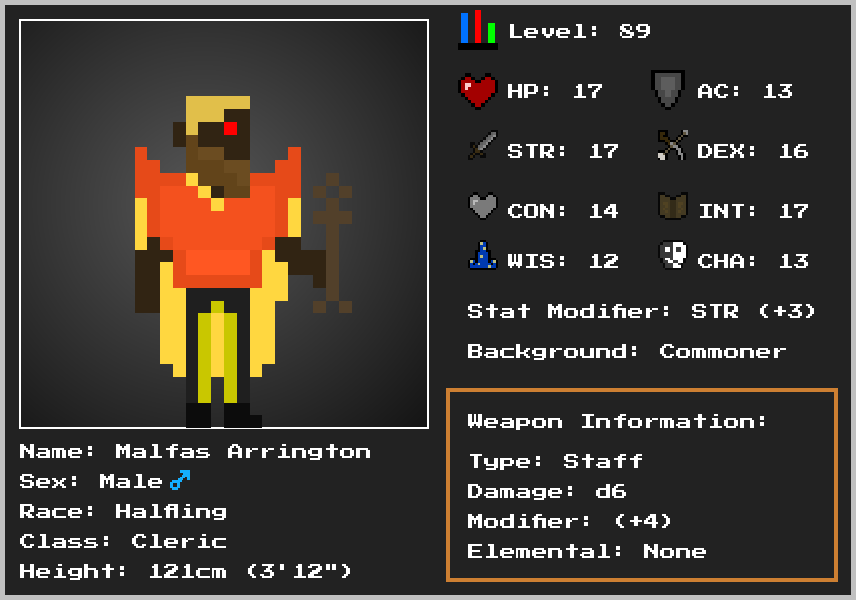 Level: 89
HP: 17
AC: 13
STR: 17
DEX: 16
CON: 14
INT: 17
WIS: 12
CHA: 13
Stat Modifier: STR (+3)
Background: Commoner
Weapon Information:
Type: Staff
Damage: d6
Modifier: (+4)
Elemental: None
Name: Malfas Arrington
Sex: Male♂
Race: Halfling
Class: Cleric
Height: 121cm (3'12")